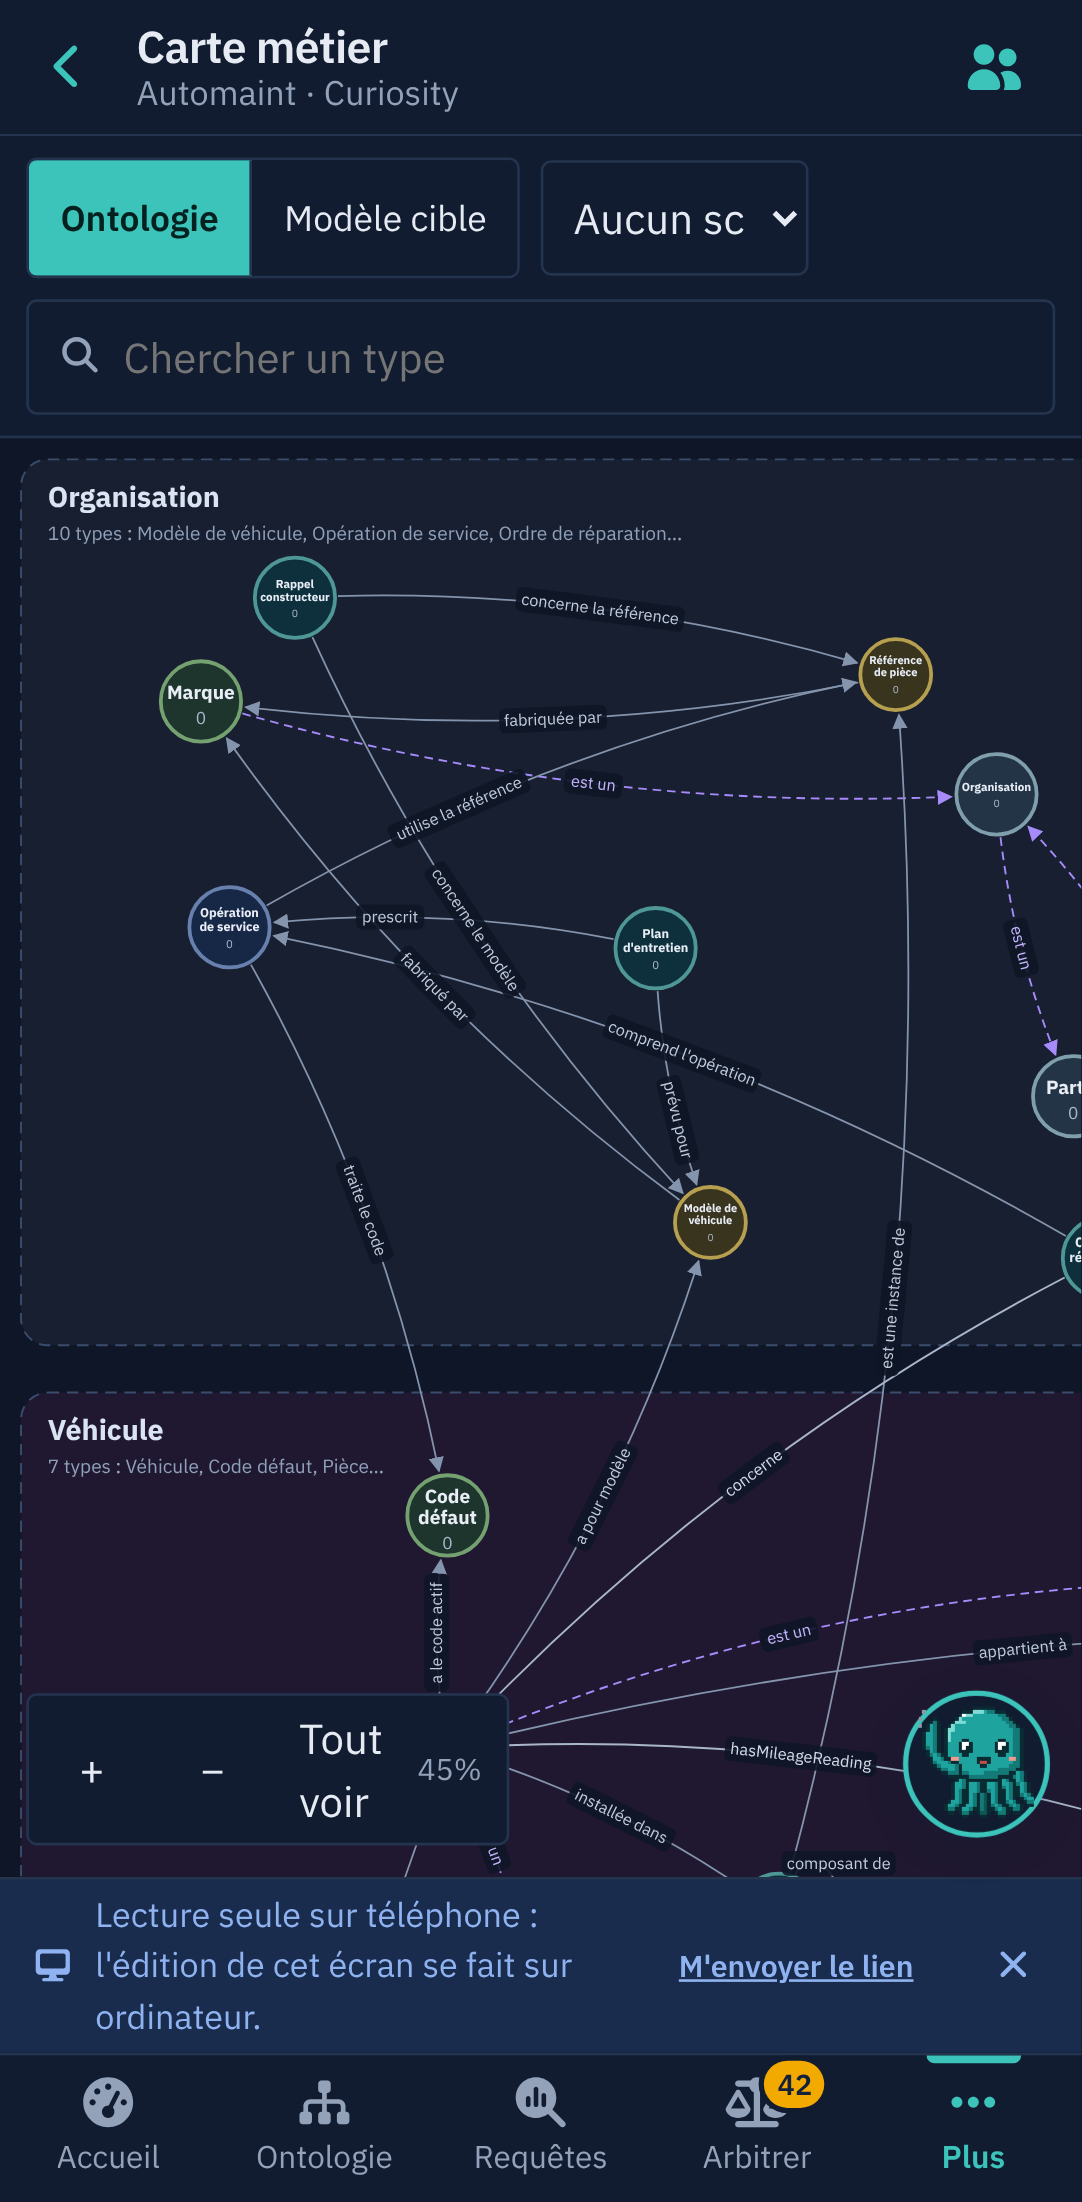 Carte métier
Automaint · Curiosity
Ontologie
Modèle cible
Aucun sc
Chercher un type
Organisation
10 types : Modèle de véhicule, Opération de service, Ordre de réparation...
Rappel
constructeur
0
concerne la référence
Référence
de pièce
0
Marque
0
fabriquée par
est un
Organisation
0
utilise la référence
concerne le modèle
Opération
de service
0
prescrit
Plan
d'entretien
0
est un
fabriqué par
comprend l'opération
prévu pour
Part
0
traite le code
Modèle de
véhicule
0
est une instance de
Véhicule
7 types : Véhicule, Code défaut, Pièce...
Code
défaut
0
a pour modèle
concerne
a le code actif
est un
appartient à
hasMileageReading
installée dans
composant de
un
+
−
Tout
voir
45%
Lecture seule sur téléphone :
l'édition de cet écran se fait sur
ordinateur.
M'envoyer le lien
Accueil
Ontologie
Requêtes
42
Arbitrer
Plus